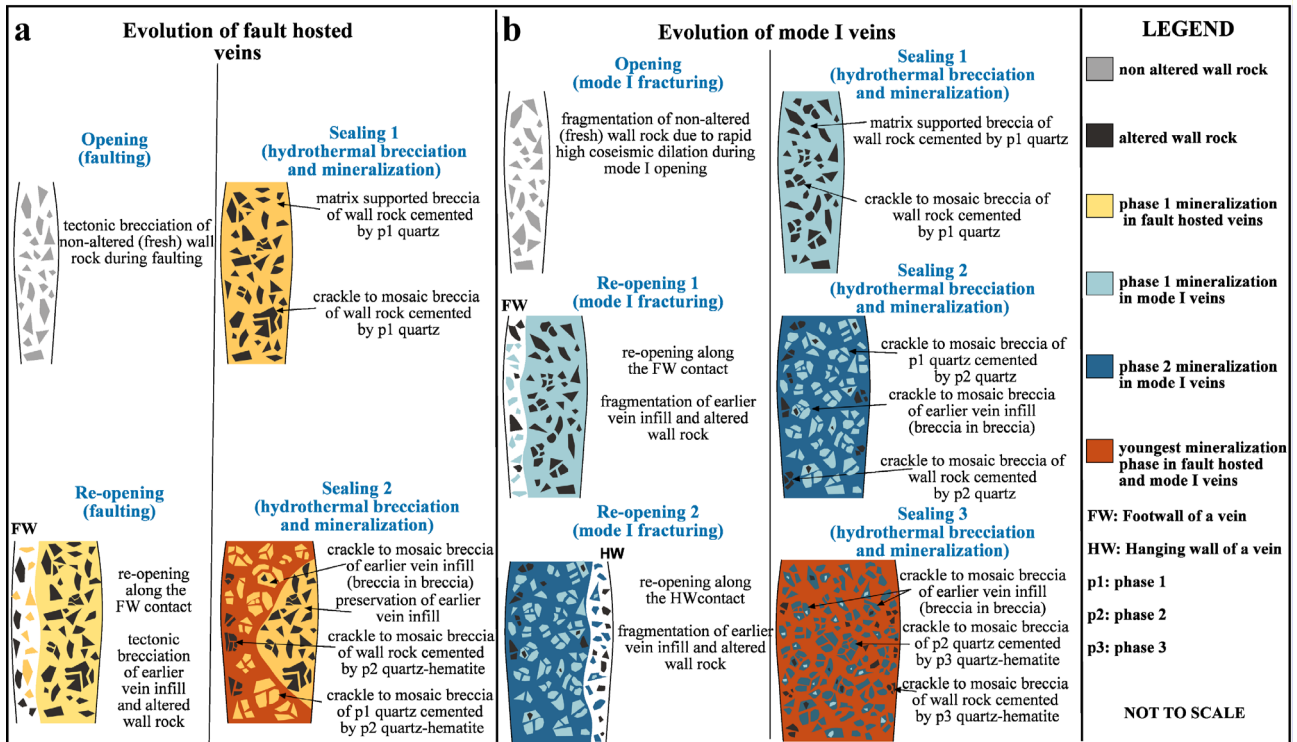 a
Evolution of fault hosted
veins
Opening
(faulting)
tectonic brecciation of
non-altered (fresh) wall
rock during faulting
Sealing 1
(hydrothermal brecciation
and mineralization)
matrix supported breccia
of wall rock cemented
by p1 quartz
crackle to mosaic breccia
of wall rock cemented
by p1 quartz
Re-opening
(faulting)
FW
re-opening
along the
FW contact
tectonic
brecciation
of earlier
vein infill
and altered
wall rock
Sealing 2
(hydrothermal brecciation
and mineralization)
crackle to mosaic breccia
of earlier vein infill
(breccia in breccia)
preservation of earlier
vein infill
crackle to mosaic breccia
of wall rock cemented
by p2 quartz-hematite
crackle to mosaic breccia
of p1 quartz cemented
by p2 quartz-hematite
b
Evolution of mode I veins
Opening
(mode I fracturing)
fragmentation of non-altered
(fresh) wall rock due to rapid
high coseismic dilation during
mode I opening
Sealing 1
(hydrothermal brecciation
and mineralization)
matrix supported breccia of
wall rock cemented by p1 quartz
crackle to mosaic breccia of
wall rock cemented
by p1 quartz
Re-opening 1
(mode I fracturing)
FW
re-opening along
the FW contact
fragmentation of earlier
vein infill and altered
wall rock
Sealing 2
(hydrothermal brecciation
and mineralization)
crackle to mosaic breccia of
p1 quartz cemented
by p2 quartz
crackle to mosaic breccia
of earlier vein infill
(breccia in breccia)
crackle to mosaic breccia of
wall rock cemented
by p2 quartz
Re-opening 2
(mode I fracturing)
HW
re-opening along
the HWcontact
fragmentation of earlier
vein infill and altered
wall rock
Sealing 3
(hydrothermal brecciation
and mineralization)
crackle to mosaic breccia
of earlier vein infill
(breccia in breccia)
crackle to mosaic breccia
of p2 quartz cemented
by p3 quartz-hematite
crackle to mosaic breccia
of wall rock cemented
by p3 quartz-hematite
LEGEND
non altered wall rock
altered wall rock
phase 1 mineralization
in fault hosted veins
phase 1 mineralization
in mode I veins
phase 2 mineralization
in mode I veins
youngest mineralization
phase in fault hosted
and mode I veins
FW: Footwall of a vein
HW: Hanging wall of a vein
p1: phase 1
p2: phase 2
p3: phase 3
NOT TO SCALE